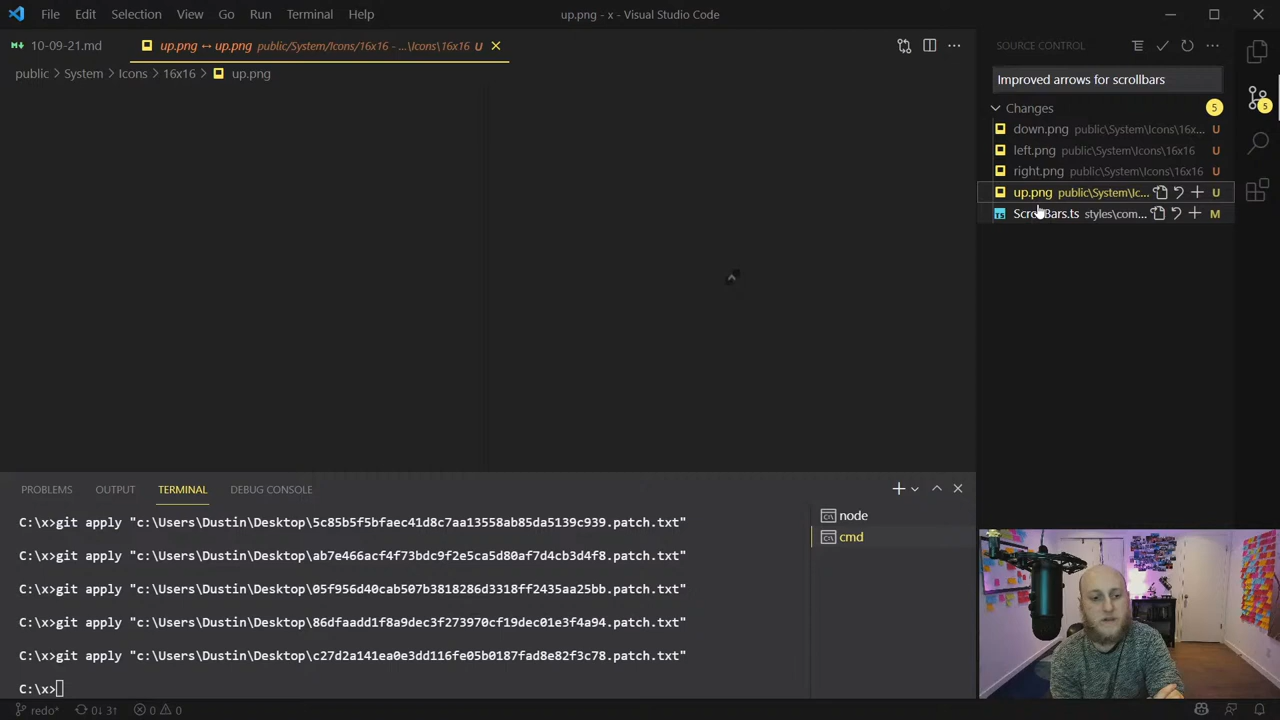 File Edit Selection View Go Run Terminal Help up.png - x - Visual Studio Code
10-09-21.md up.png ↔ up.png public/System/Icons/16x16 - ...\Icons\16x16 U
public > System > Icons > 16x16 > up.png
SOURCE CONTROL
Improved arrows for scrollbars
Changes 5
down.png public\System\Icons\16x... U
left.png public\System\Icons\16x16 U
right.png public\System\Icons\16x16 U
up.png public\System\Ic... U
ScrollBars.ts styles\com... M
5
PROBLEMS OUTPUT TERMINAL DEBUG CONSOLE
C:\x>git apply "c:\Users\Dustin\Desktop\5c85b5f5bfaec41d8c7aa13558ab85da5139c939.patch.txt"
C:\x>git apply "c:\Users\Dustin\Desktop\ab7e466acf4f73bdc9f2e5ca5d80af7d4cb3d4f8.patch.txt"
C:\x>git apply "c:\Users\Dustin\Desktop\05f956d40cab507b3818286d3318ff2435aa25bb.patch.txt"
C:\x>git apply "c:\Users\Dustin\Desktop\86dfaadd1f8a9dec3f273970cf19dec01e3f4a94.patch.txt"
C:\x>git apply "c:\Users\Dustin\Desktop\c27d2a141ea0e3dd116fe05b0187fad8e82f3c78.patch.txt"
C:\x>
node
cmd
redo* 0↓ 3↑ 0 0